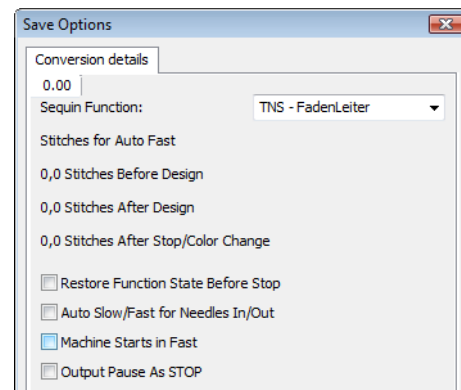 Save Options
Conversion details
0.00
Sequin Function: TNS - FadenLeiter
Stitches for Auto Fast
0,0 Stitches Before Design
0,0 Stitches After Design
0,0 Stitches After Stop/Color Change
Restore Function State Before Stop
Auto Slow/Fast for Needles In/Out
Machine Starts in Fast
Output Pause As STOP